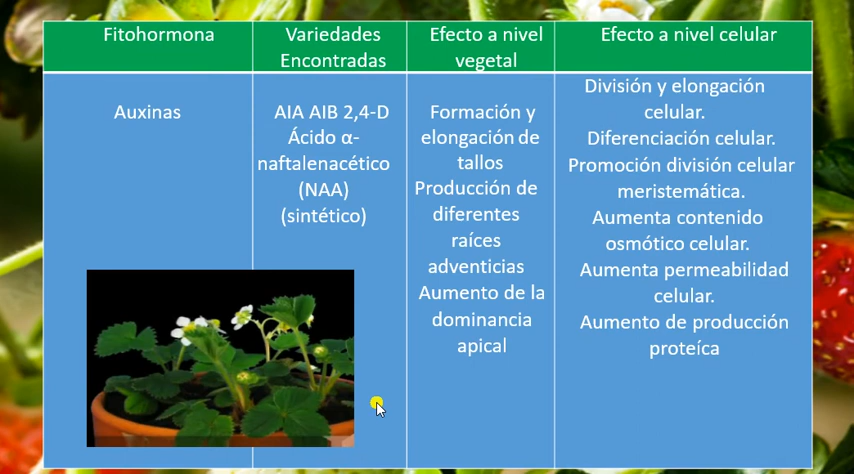 Fitohormona
Variedades
Encontradas
Efecto a nivel
vegetal
Efecto a nivel celular
Auxinas
AIA AIB 2,4-D
Ácido α-
naftalenacético
(NAA)
(sintético)
Formación y
elongación de
tallos
Producción de
diferentes
raíces
adventicias
Aumento de la
dominancia
apical
División y elongación
celular.
Diferenciación celular.
Promoción división celular
meristemática.
Aumenta contenido
osmótico celular.
Aumenta permeabilidad
celular.
Aumento de producción
proteíca